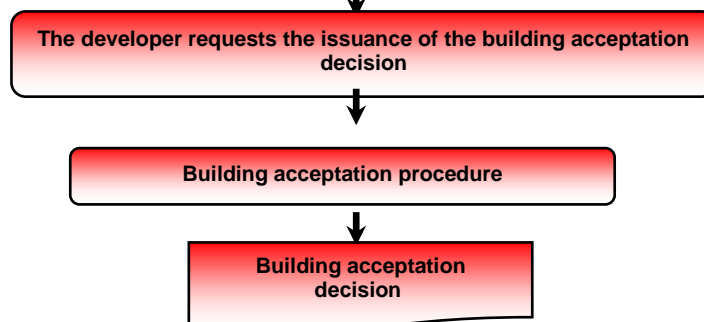 The developer requests the issuance of the building acceptation
decision
Building acceptation procedure
Building acceptation
decision